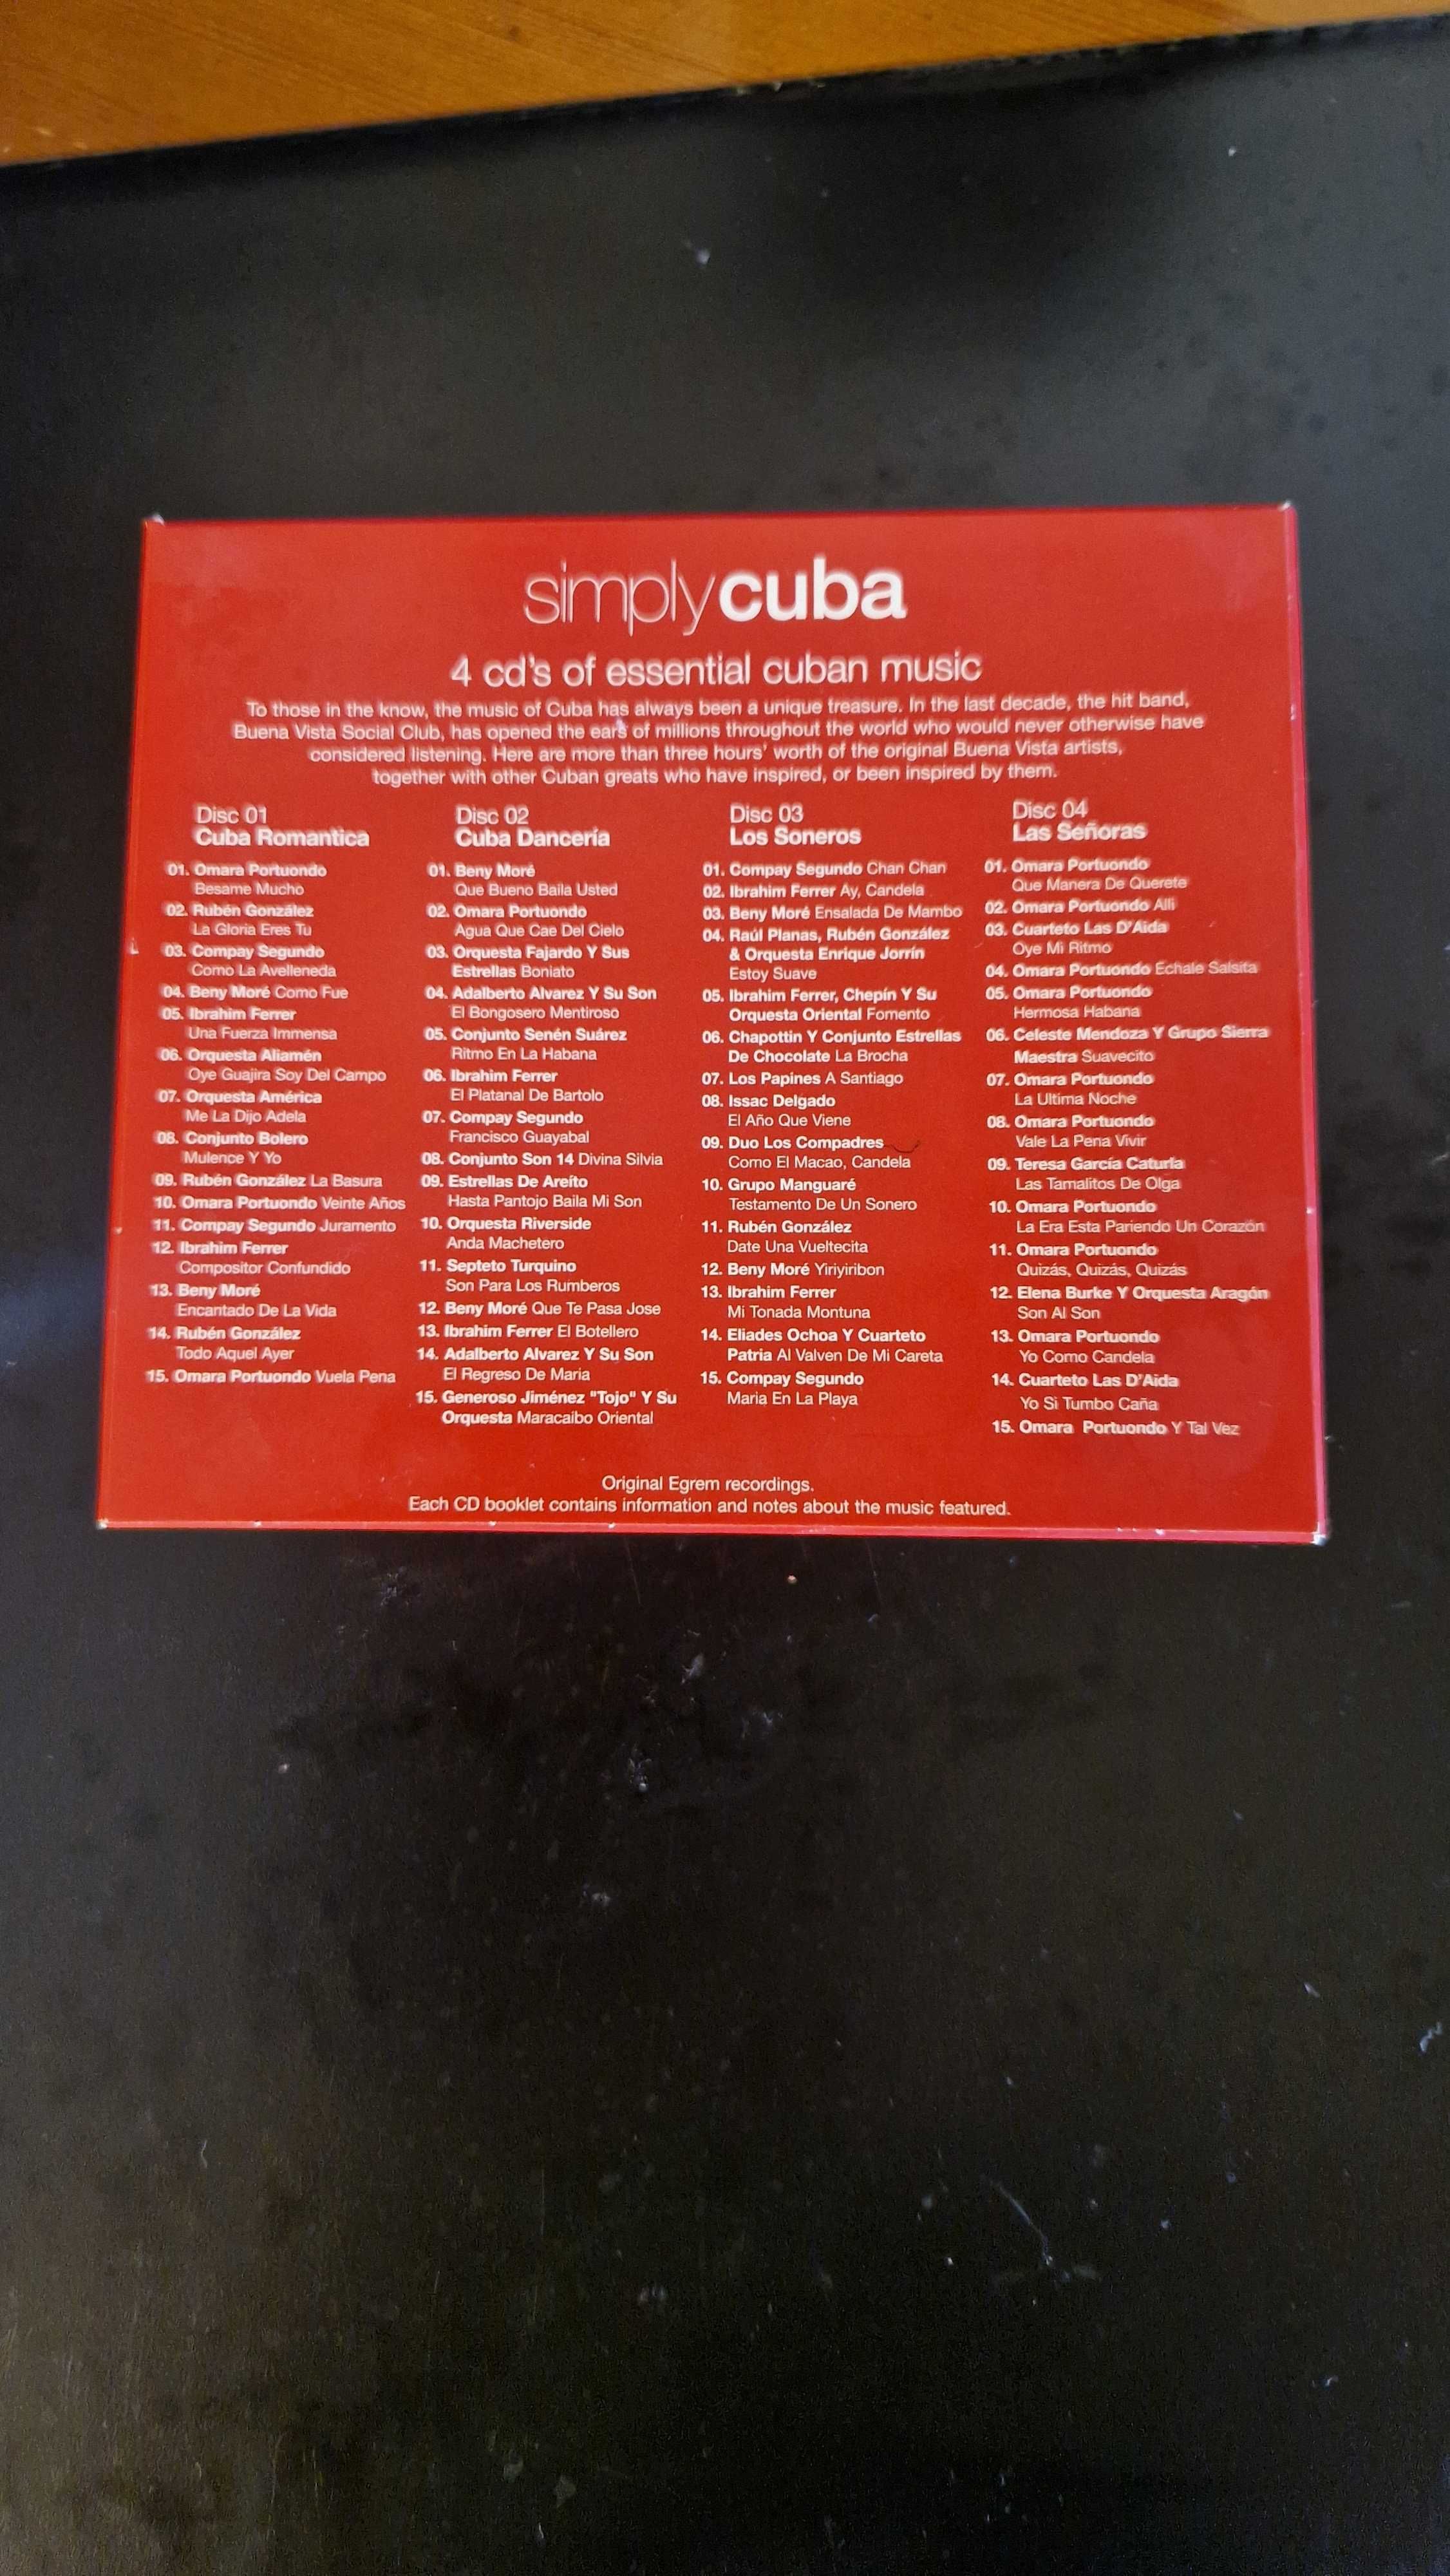 simplycuba
4 cd's of essential cuban music
To those in the know, the music of Cuba has always been a unique treasure. In the last decade, the hit band,
Buena Vista Social Club, has opened the ears of millions throughout the world who would never otherwise have
considered listening. Here are more than three hours' worth of the original Buena Vista artists,
together with other Cuban greats who have inspired, or been inspired by them.
Disc 01
Cuba Romantica
01. Omara Portuondo
Besame Mucho
02. Rubén González
La Gloria Eres Tu
03. Compay Segundo
Como La Avelleneda
04. Beny Moré Como Fue
05. Ibrahim Ferrer
Una Fuerza Immensa
06. Orquesta Aliamén
Oye Guajira Soy Del Campo
07. Orquesta América
Me La Dijo Adela
08. Conjunto Bolero
Mulence Y Yo
09. Rubén González La Basura
10. Omara Portuondo Veinte Años
11. Compay Segundo Juramento
12. Ibrahim Ferrer
Compositor Confundido
13. Beny Moré
Encantado De La Vida
14. Rubén González
Todo Aquel Ayer
15. Omara Portuondo Vuela Pena
Disc 02
Cuba Dancería
01. Beny Moré
Que Bueno Baila Usted
02. Omara Portuondo
Agua Que Cae Del Cielo
03. Orquesta Fajardo Y Sus
Estrellas Boniato
04. Adalberto Alvarez Y Su Son
El Bongosero Mentiroso
05. Conjunto Senén Suárez
Ritmo En La Habana
06. Ibrahim Ferrer
El Platanal De Bartolo
07. Compay Segundo
Francisco Guayabal
08. Conjunto Son 14 Divina Silvia
09. Estrellas De Areíto
Hasta Pantojo Baila Mi Son
10. Orquesta Riverside
Anda Machetero
11. Septeto Turquino
Son Para Los Rumberos
12. Beny Moré Que Te Pasa Jose
13. Ibrahim Ferrer El Botellero
14. Adalberto Alvarez Y Su Son
El Regreso De Maria
15. Generoso Jiménez "Tojo" Y Su
Orquesta Maracaibo Oriental
Disc 03
Los Soneros
01. Compay Segundo Chan Chan
02. Ibrahim Ferrer Ay, Candela
03. Beny Moré Ensalada De Mambo
04. Raúl Planas, Rubén González
& Orquesta Enrique Jorrín
Estoy Suave
05. Ibrahim Ferrer, Chepín Y Su
Orquesta Oriental Fomento
06. Chapottin Y Conjunto Estrellas
De Chocolate La Brocha
07. Los Papines A Santiago
08. Issac Delgado
El Año Que Viene
09. Duo Los Compadres
Como El Macao, Candela
10. Grupo Manguaré
Testamento De Un Sonero
11. Rubén González
Date Una Vueltecita
12. Beny Moré Yiriyiribon
13. Ibrahim Ferrer
Mi Tonada Montuna
14. Eliades Ochoa Y Cuarteto
Patria Al Valven De Mi Careta
15. Compay Segundo
Maria En La Playa
Disc 04
Las Señoras
01. Omara Portuondo
Que Manera De Querete
02. Omara Portuondo Alli
03. Cuarteto Las D'Aida
Oye Mi Ritmo
04. Omara Portuondo Echale Salsita
05. Omara Portuondo
Hermosa Habana
06. Celeste Mendoza Y Grupo Sierra
Maestra Suavecito
07. Omara Portuondo
La Ultima Noche
08. Omara Portuondo
Vale La Pena Vivir
09. Teresa García Caturla
Las Tamalitos De Olga
10. Omara Portuondo
La Era Esta Pariendo Un Corazón
11. Omara Portuondo
Quizás, Quizás, Quizás
12. Elena Burke Y Orquesta Aragón
Son Al Son
13. Omara Portuondo
Yo Como Candela
14. Cuarteto Las D'Aida
Yo Si Tumbo Caña
15. Omara Portuondo Y Tal Vez
Original Egrem recordings.
Each CD booklet contains information and notes about the music featured.